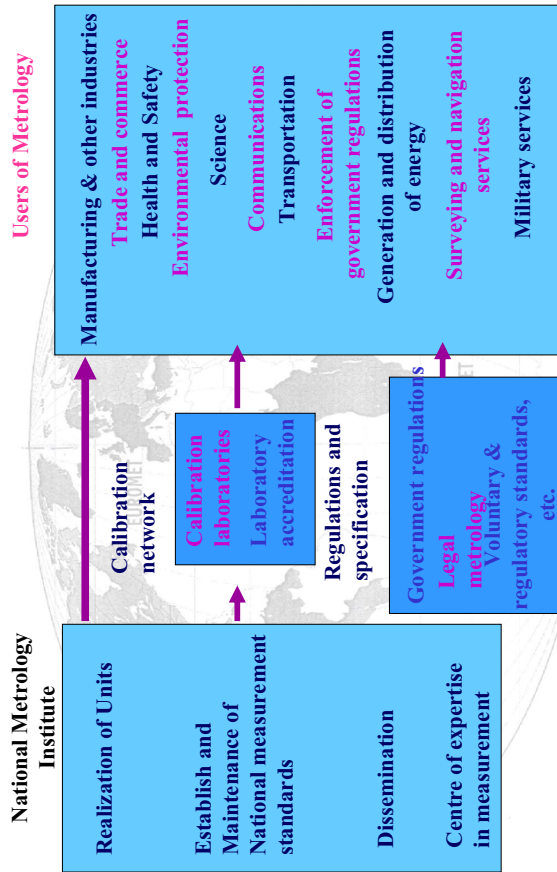 National Metrology
Institute
Realization of Units
Establish and
Maintenance of
National measurement
standards
Dissemination
Centre of expertise
in measurement
Calibration
network
Calibration
laboratories
Laboratory
accreditation
Regulations and
specification
Government regulations
Legal
metrology
Voluntary &
regulatory standards,
etc.
Users of Metrology
Manufacturing & other industries
Trade and commerce
Health and Safety
Environmental protection
Science
Communications
Transportation
Enforcement of
government regulations
Generation and distribution
of energy
Surveying and navigation
services
Military services
EUROMET